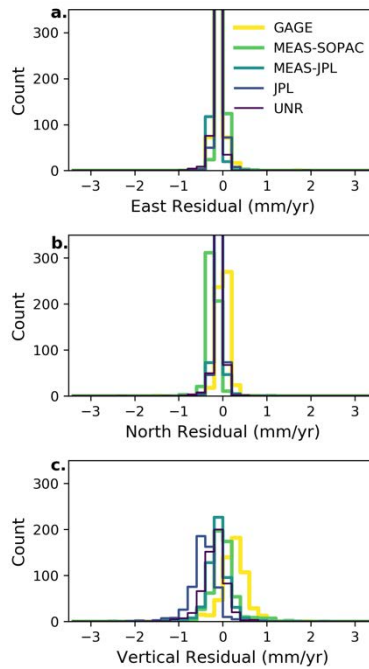 a.
300
200
100
0
Count
GAGE
MEAS-SOPAC
MEAS-JPL
JPL
UNR
−3 −2 −1 0 1 2 3
East Residual (mm/yr)
b.
300
200
100
0
Count
−3 −2 −1 0 1 2 3
North Residual (mm/yr)
c.
300
200
100
0
Count
−3 −2 −1 0 1 2 3
Vertical Residual (mm/yr)